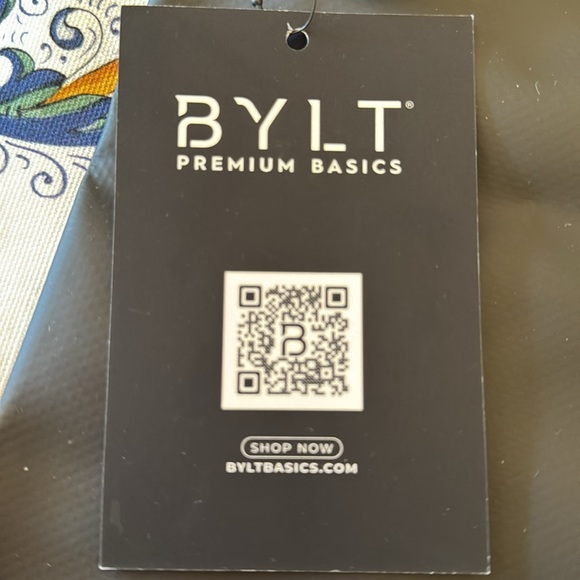 BYLT®
PREMIUM BASICS
B
SHOP NOW
BYLTBASICS.COM